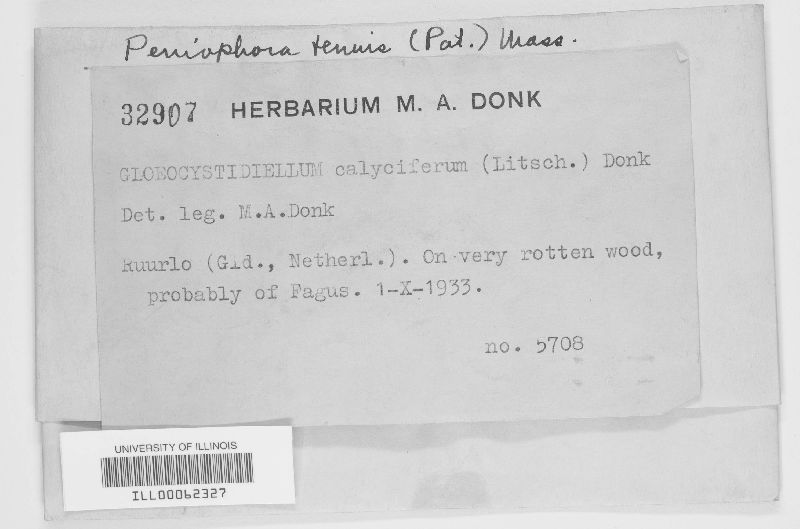 Peniophora tenuis (Pat.) Mass.
32907 HERBARIUM M. A. DONK
GLOEOCYSTIDIELLUM calyciferum (Litsch.) Donk
Det. leg. M.A.Donk
Ruurlo (Gld., Netherl.). On very rotten wood,
probably of Fagus. 1-X-1933.
no. 5708
UNIVERSITY OF ILLINOIS
ILL00062327